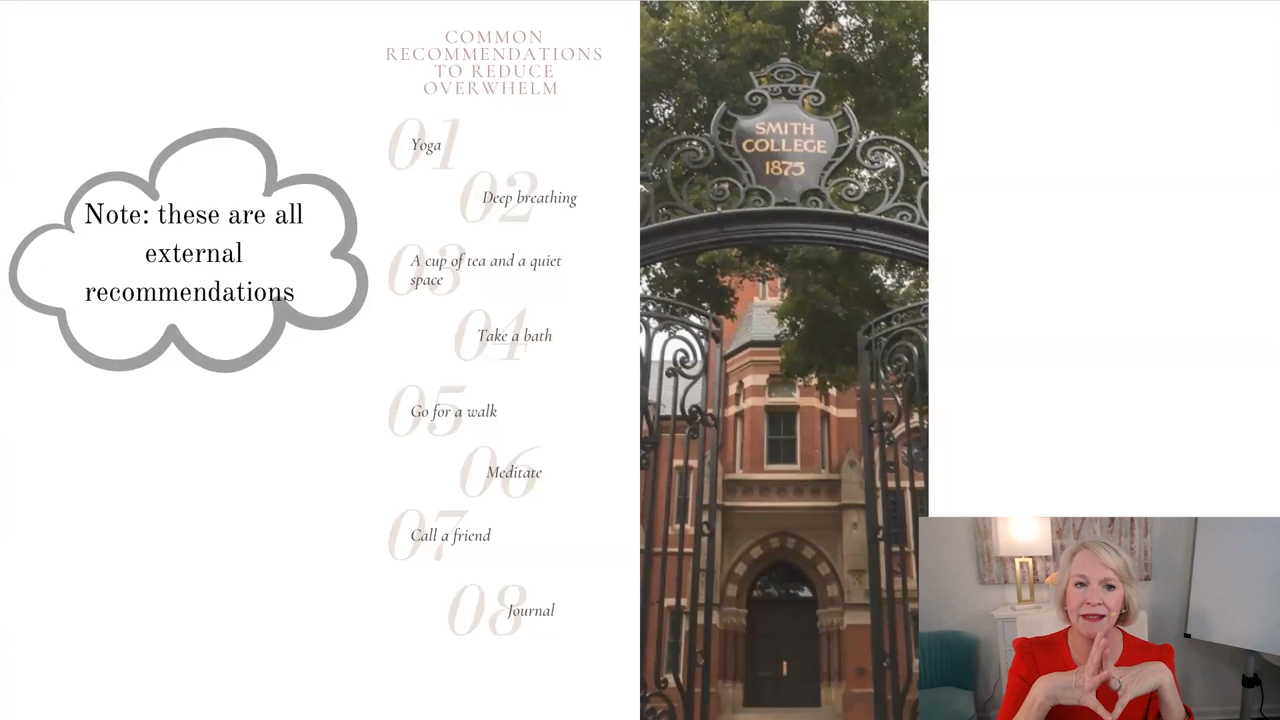 COMMON
RECOMMENDATIONS
TO REDUCE
OVERWHELM
Note: these are all
external
recommendations
01
Yoga
02
Deep breathing
03
A cup of tea and a quiet
space
04
Take a bath
05
Go for a walk
06
Meditate
07
Call a friend
08
Journal
SMITH
COLLEGE
1875